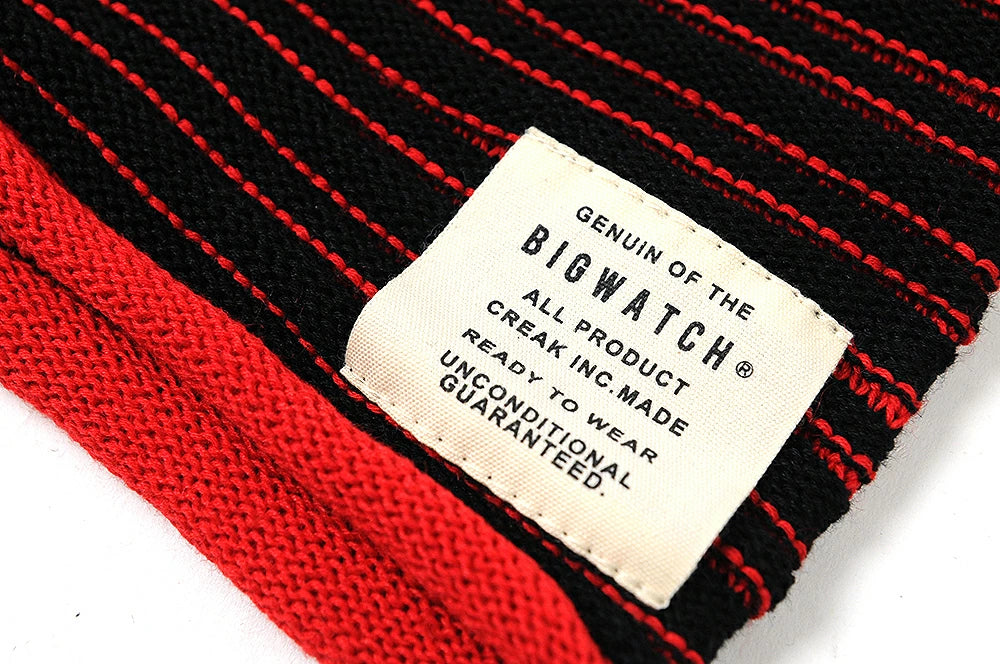 GENUIN OF THE
BIGWATCH®
ALL PRODUCT
CREAK INC.MADE
READY TO WEAR
UNCONDITIONAL
GUARANTEED.